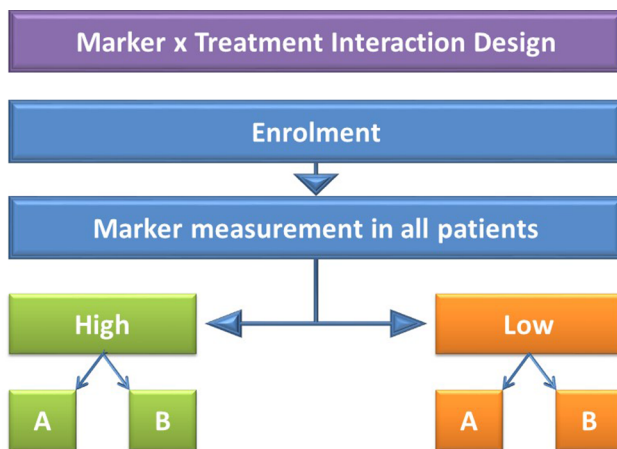 Marker x Treatment Interaction Design
Enrolment
Marker measurement in all patients
High
Low
A
B
A
B